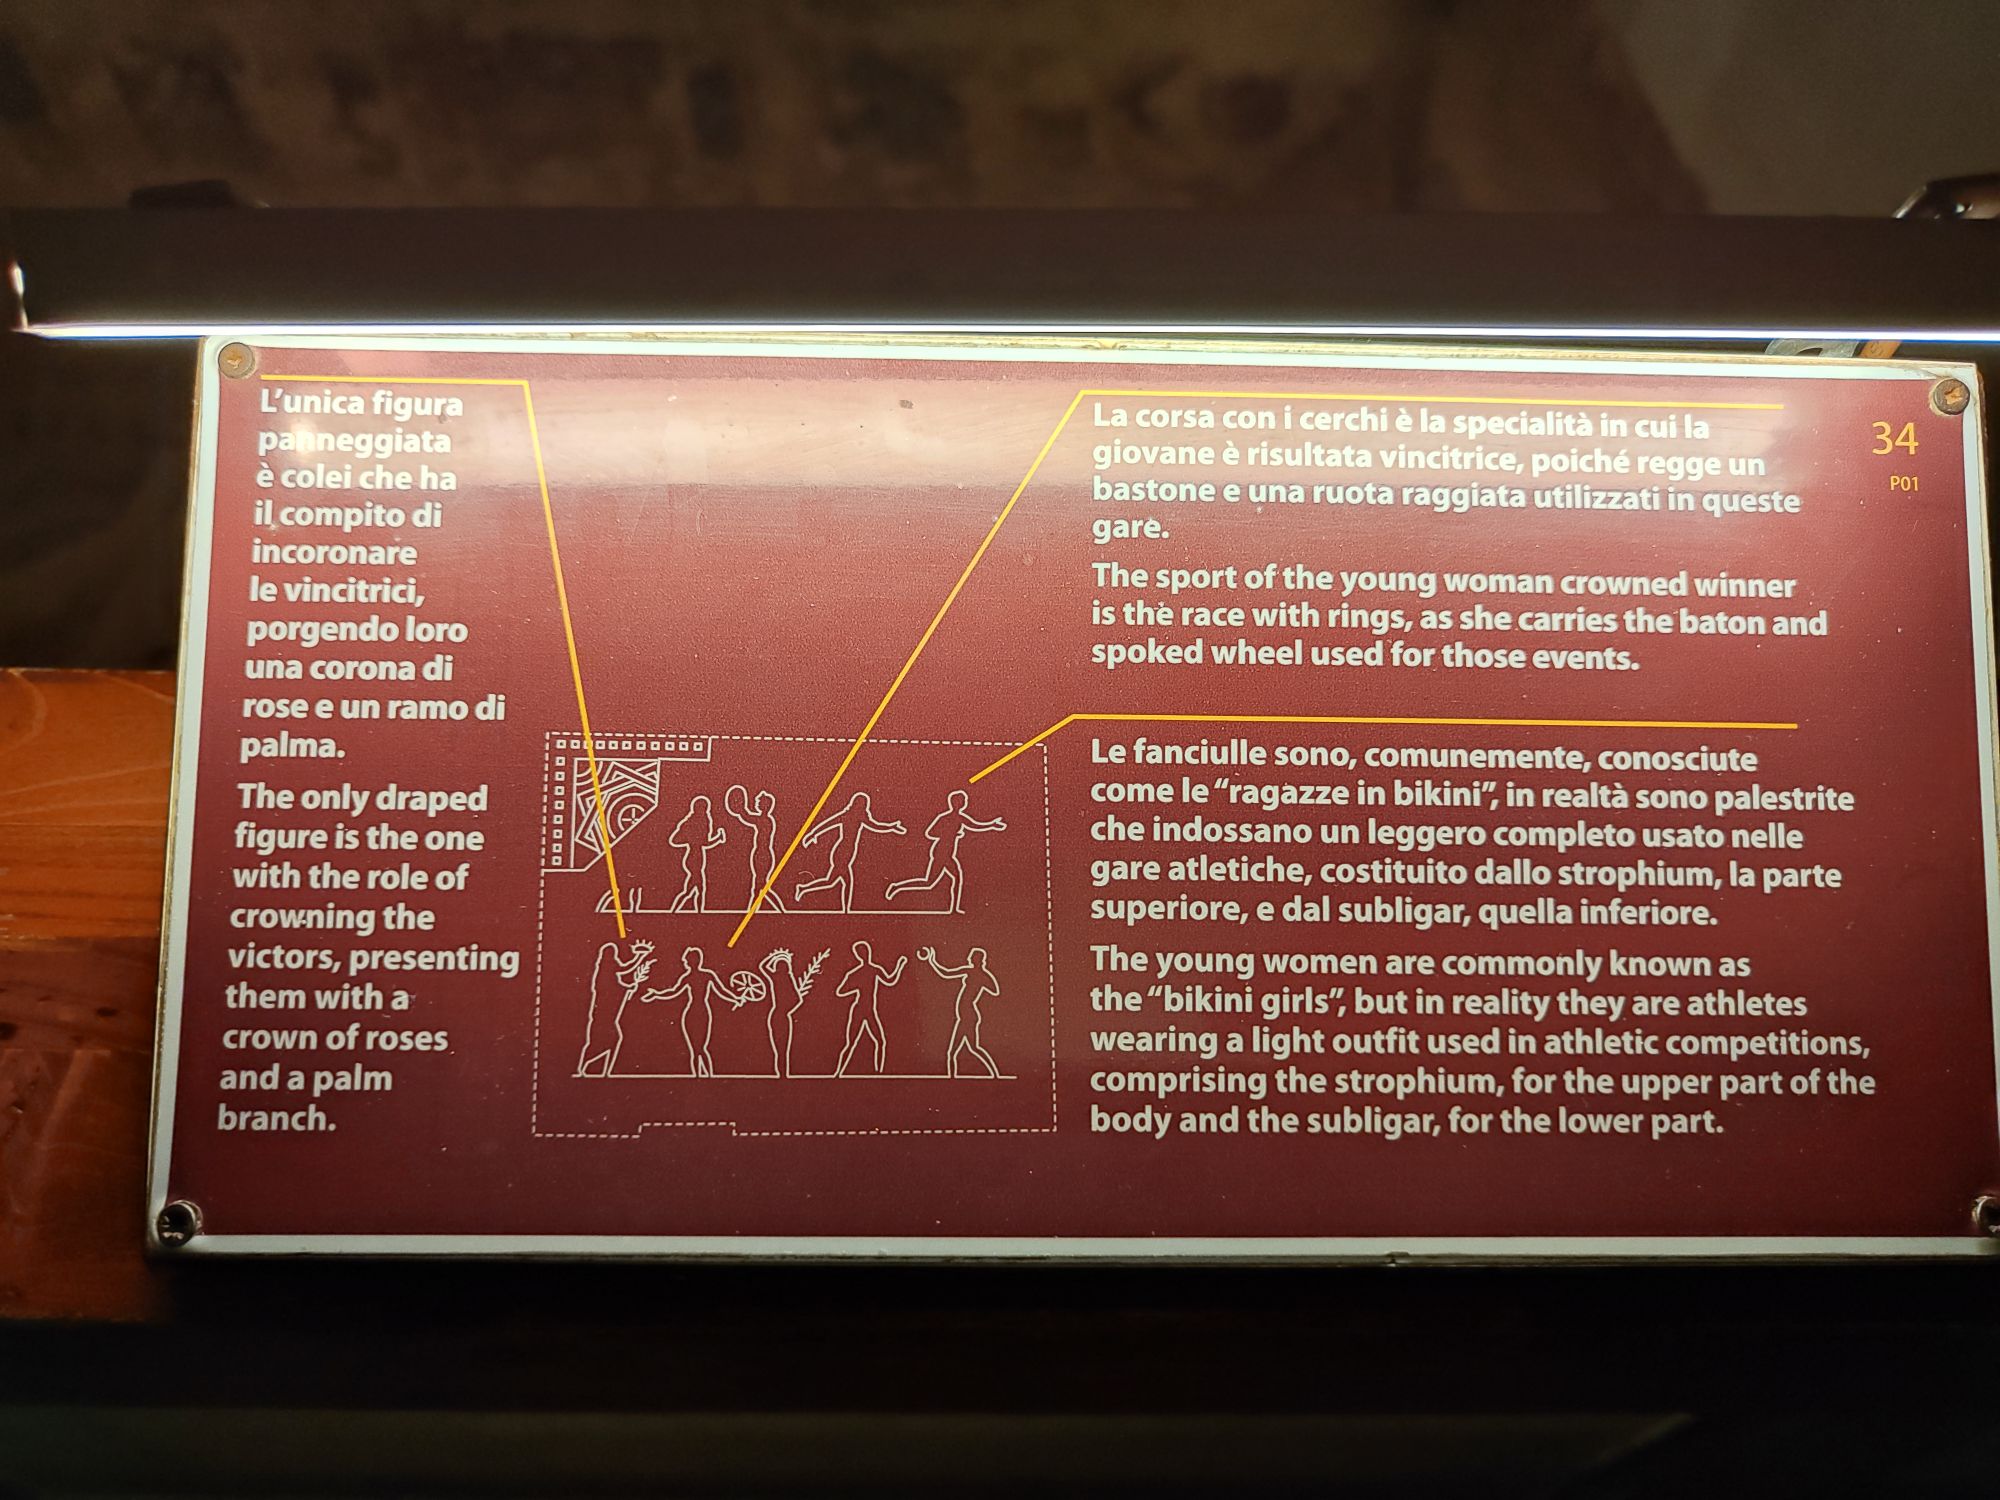 L'unica figura
panneggiata
è colei che ha
il compito di
incoronare
le vincitrici,
porgendo loro
una corona di
rose e un ramo di
palma.
The only draped
figure is the one
with the role of
crowning the
victors, presenting
them with a
crown of roses
and a palm
branch.
La corsa con i cerchi è la specialità in cui la
giovane è risultata vincitrice, poiché regge un
bastone e una ruota raggiata utilizzati in queste
gare.
The sport of the young woman crowned winner
is the race with rings, as she carries the baton and
spoked wheel used for those events.
Le fanciulle sono, comunemente, conosciute
come le “ragazze in bikini”, in realtà sono palestrite
che indossano un leggero completo usato nelle
gare atletiche, costituito dallo strophium, la parte
superiore, e dal subligar, quella inferiore.
The young women are commonly known as
the “bikini girls”, but in reality they are athletes
wearing a light outfit used in athletic competitions,
comprising the strophium, for the upper part of the
body and the subligar, for the lower part.
34
P01